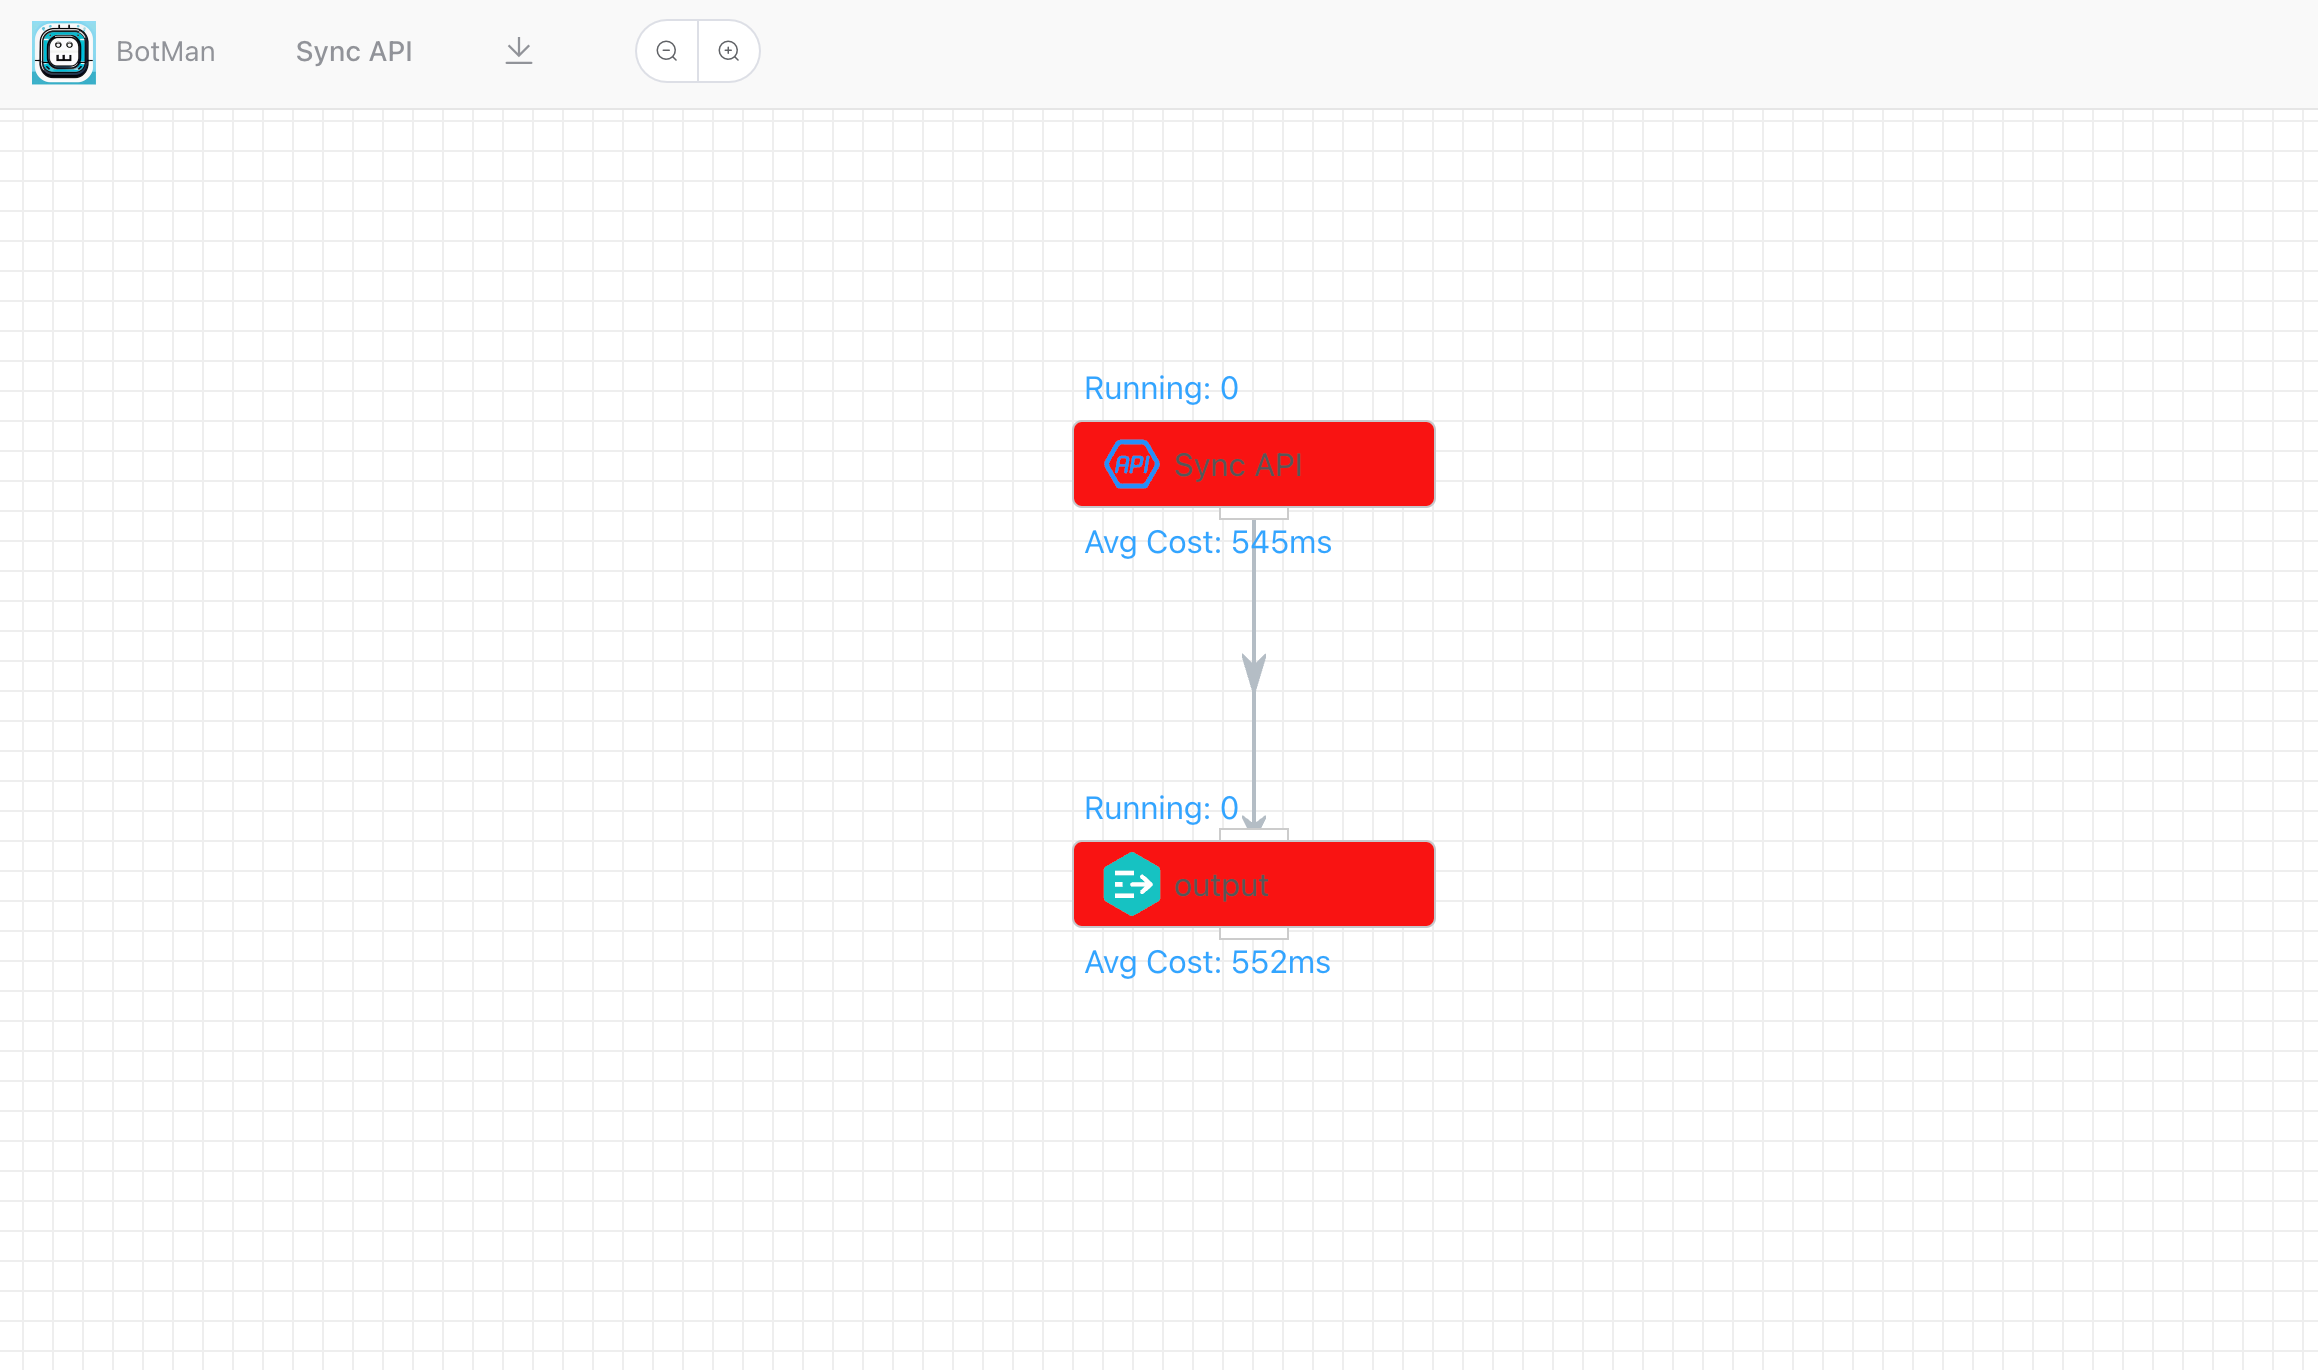 BotMan
Sync API
Running: 0
API
Sync API
Avg Cost: 545ms
Running: 0
output
Avg Cost: 552ms